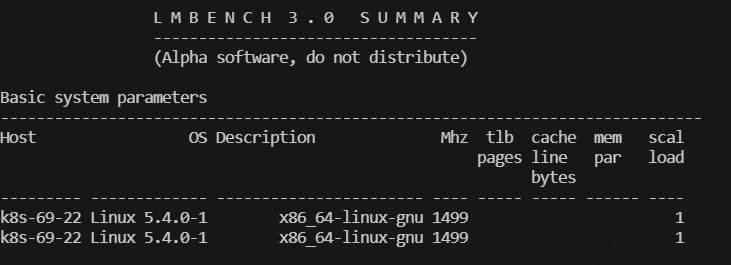 L M B E N C H  3 . 0   S U M M A R Y
------------------------------------
(Alpha software, do not distribute)
Basic system parameters
------------------------------------------------------------------------------
Host                 OS Description              Mhz  tlb  cache  mem   scal
pages line   par   load
bytes
--------- ------------- ----------------------- ---- ----- ----- ------ ----
k8s-69-22 Linux 5.4.0-1        x86_64-linux-gnu 1499                       1
k8s-69-22 Linux 5.4.0-1        x86_64-linux-gnu 1499                       1